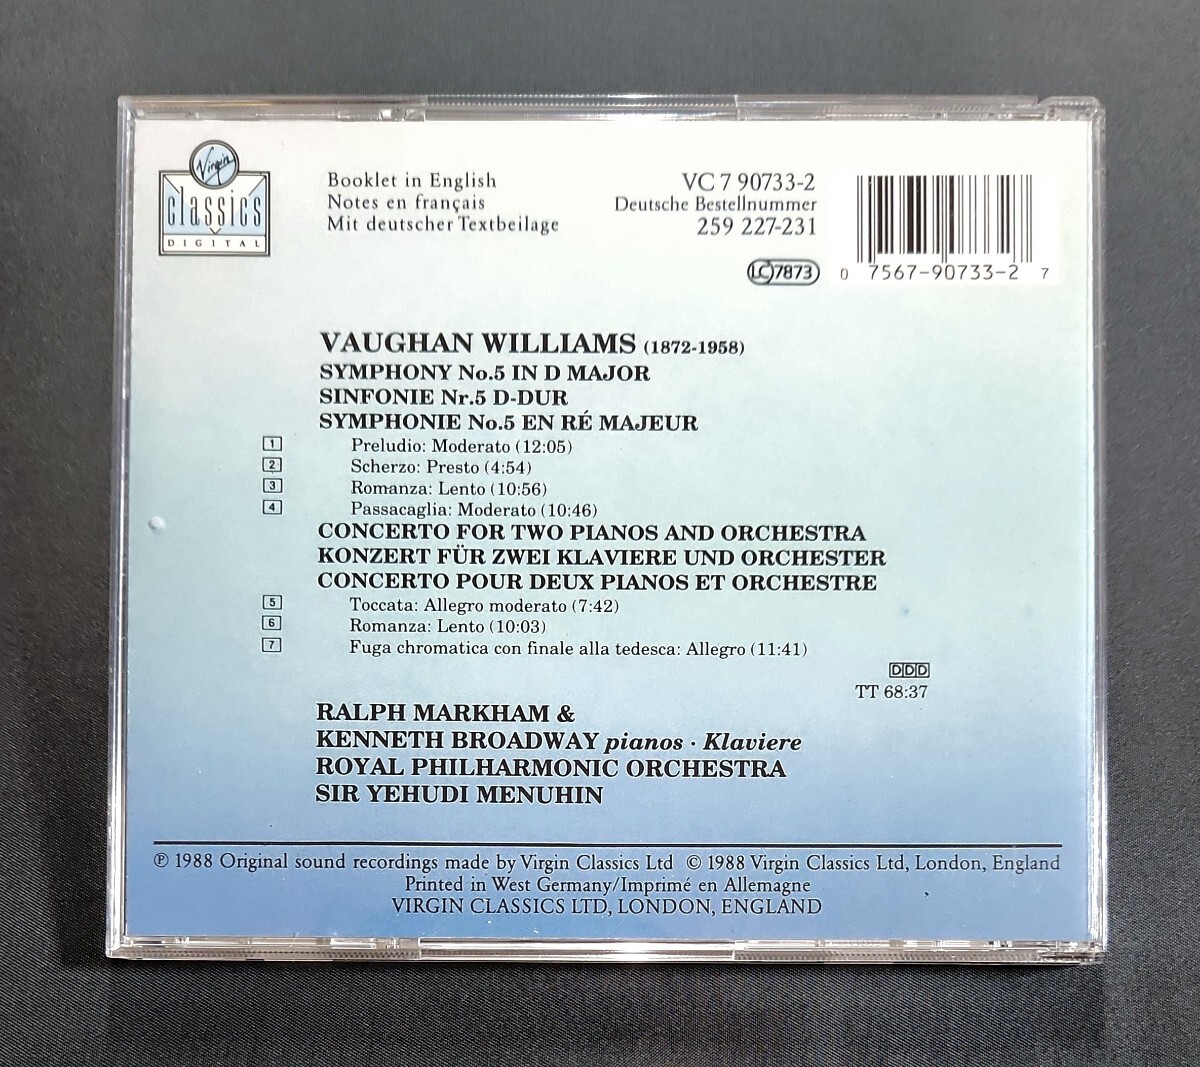 Virgin
classics
DIGITAL
Booklet in English
Notes en français
Mit deutscher Textbeilage
VC 7 90733-2
Deutsche Bestellnummer
259 227-231
LC 7873
0 7567-90733-2 7
VAUGHAN WILLIAMS (1872-1958)
SYMPHONY No.5 IN D MAJOR
SINFONIE Nr.5 D-DUR
SYMPHONIE No.5 EN RÉ MAJEUR
1 Preludio: Moderato (12:05)
2 Scherzo: Presto (4:54)
3 Romanza: Lento (10:56)
4 Passacaglia: Moderato (10:46)
CONCERTO FOR TWO PIANOS AND ORCHESTRA
KONZERT FÜR ZWEI KLAVIERE UND ORCHESTER
CONCERTO POUR DEUX PIANOS ET ORCHESTRE
5 Toccata: Allegro moderato (7:42)
6 Romanza: Lento (10:03)
7 Fuga chromatica con finale alla tedesca: Allegro (11:41)
DDD
TT 68:37
RALPH MARKHAM &
KENNETH BROADWAY pianos · Klaviere
ROYAL PHILHARMONIC ORCHESTRA
SIR YEHUDI MENUHIN
℗ 1988 Original sound recordings made by Virgin Classics Ltd © 1988 Virgin Classics Ltd, London, England
Printed in West Germany/Imprimé en Allemagne
VIRGIN CLASSICS LTD, LONDON, ENGLAND